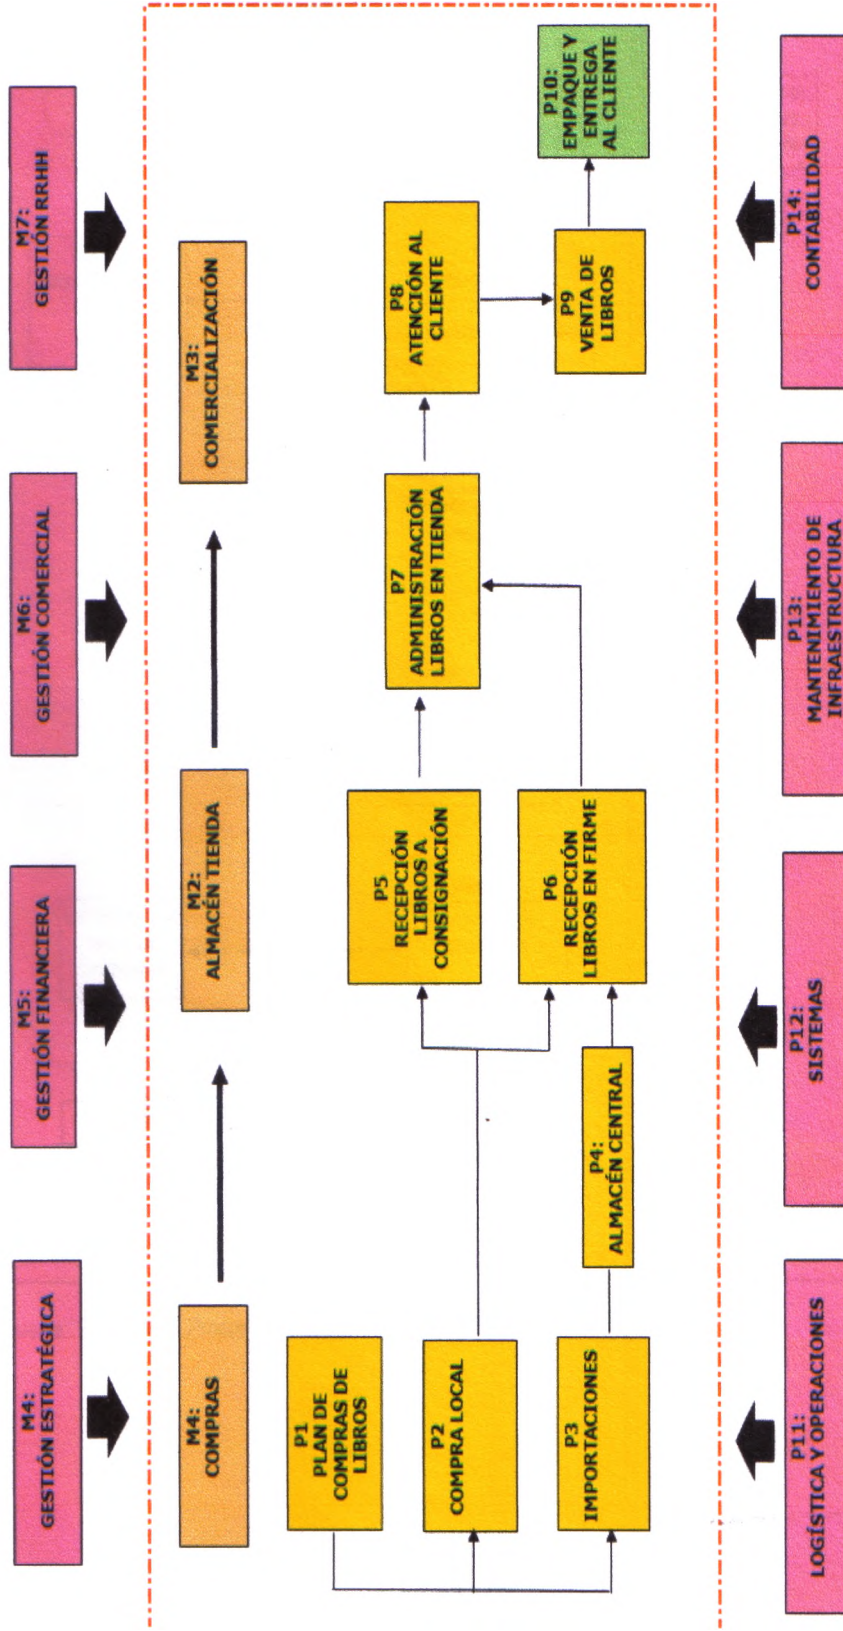 M4:
GESTIÓN ESTRATÉGICA
M5:
GESTIÓN FINANCIERA
M6:
GESTIÓN COMERCIAL
M7:
GESTIÓN RRHH
M4:
COMPRAS
M2:
ALMACÉN TIENDA
M3:
COMERCIALIZACIÓN
P1
PLAN DE
COMPRAS DE
LIBROS
P2
COMPRA LOCAL
P3
IMPORTACIONES
P4:
ALMACÉN CENTRAL
P5
RECEPCIÓN
LIBROS A
CONSIGNACIÓN
P6
RECEPCIÓN
LIBROS EN FIRME
P7
ADMINISTRACIÓN
LIBROS EN TIENDA
P8
ATENCIÓN AL
CLIENTE
P9
VENTA DE
LIBROS
P10:
EMPAQUE Y
ENTREGA
AL CLIENTE
P11:
LOGÍSTICA Y OPERACIONES
P12:
SISTEMAS
P13:
MANTENIMIENTO DE
INFRAESTRUCTURA
P14:
CONTABILIDAD